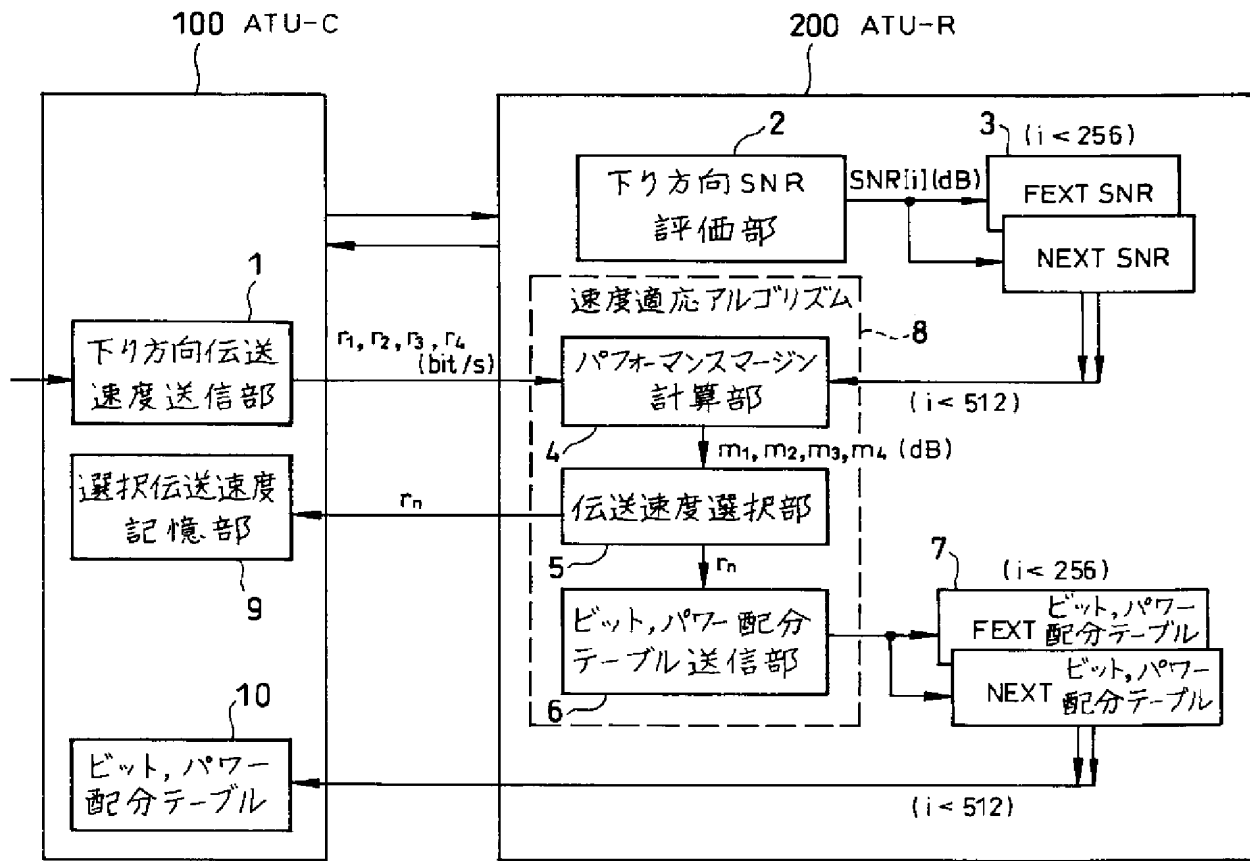 100 ATU-C
200 ATU-R
2
下り方向SNR
評価部
SNR[i](dB)
3
(i<256)
FEXT SNR
NEXT SNR
1
下り方向伝送
速度送信部
r₁, r₂, r₃, r₄
(bit/s)
速度適応アルゴリズム
8
パフォーマンスマージン
計算部
4
(i<512)
m₁, m₂, m₃, m₄ (dB)
選択伝送速度
記憶部
9
rₙ
伝送速度選択部
5
rₙ
ビット,パワー配分
テーブル送信部
6
7
(i<256)
FEXT ビット,パワー
配分テーブル
NEXT ビット,パワー
配分テーブル
10
ビット,パワー
配分テーブル
(i<512)